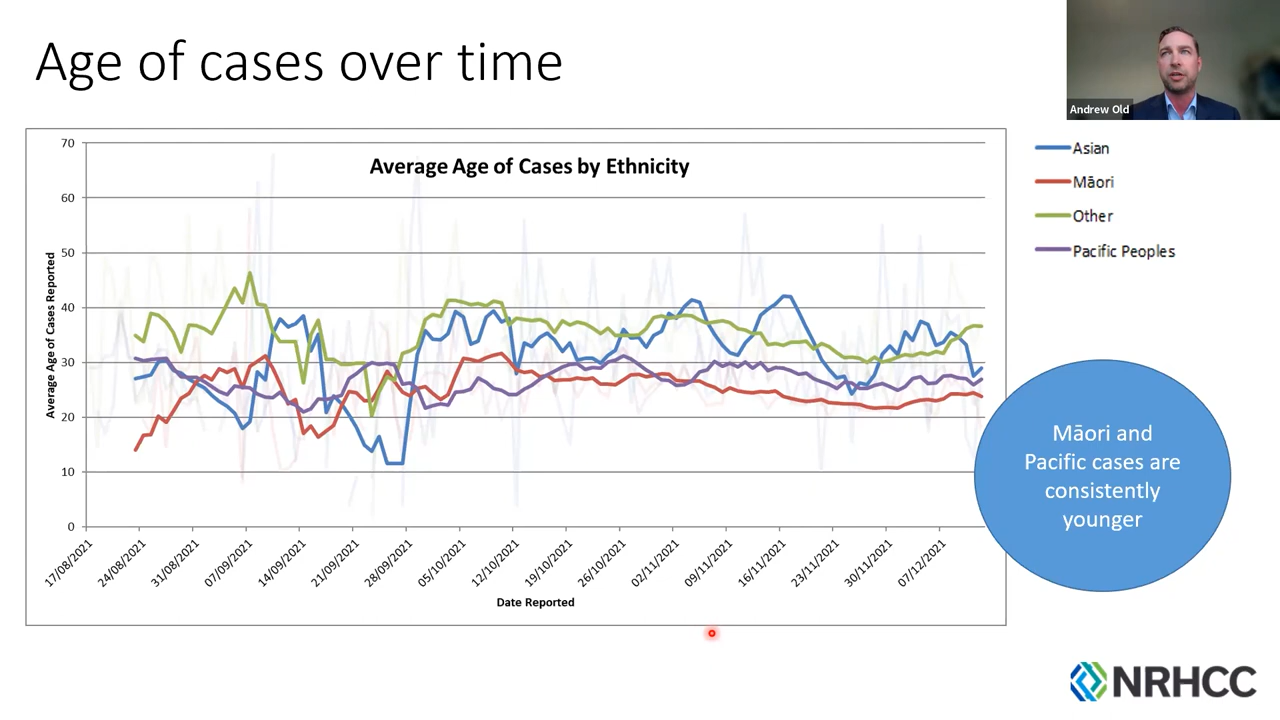 Age of cases over time
Andrew Old
Average Age of Cases by Ethnicity
Average Age of Cases Reported
70
60
50
40
30
20
10
0
17/08/2021
24/08/2021
31/08/2021
07/09/2021
14/09/2021
21/09/2021
28/09/2021
05/10/2021
12/10/2021
19/10/2021
26/10/2021
02/11/2021
09/11/2021
16/11/2021
23/11/2021
30/11/2021
07/12/2021
Date Reported
Asian
Māori
Other
Pacific Peoples
Māori and
Pacific cases are
consistently
younger
NRHCC